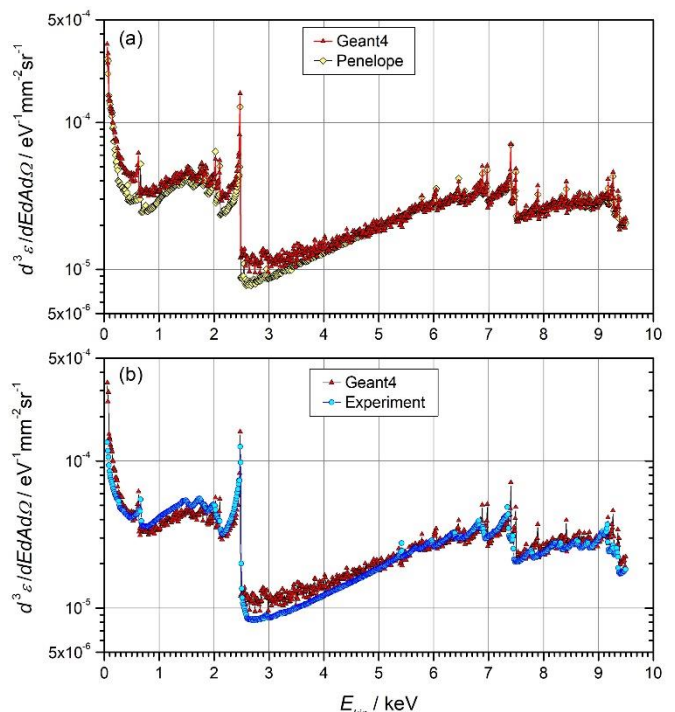 5x10⁻⁴
(a)
Geant4
Penelope
10⁻⁴
10⁻⁵
5x10⁻⁶
d³ε/dEdAdΩ / eV⁻¹mm⁻²sr⁻¹
0 1 2 3 4 5 6 7 8 9 10
5x10⁻⁴
(b)
Geant4
Experiment
10⁻⁴
10⁻⁵
5x10⁻⁶
d³ε/dEdAdΩ / eV⁻¹mm⁻²sr⁻¹
0 1 2 3 4 5 6 7 8 9 10
E / keV